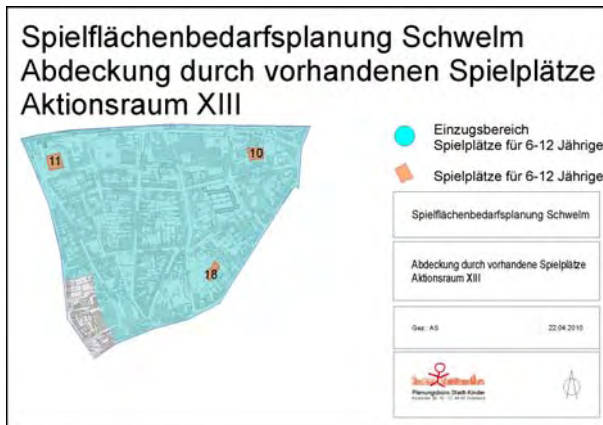 Spielflächenbedarfsplanung Schwelm
Abdeckung durch vorhandenen Spielplätze
Aktionsraum XIII
11
10
18
Einzugsbereich
Spielplätze für 6-12 Jährige
Spielplätze für 6-12 Jährige
Spielflächenbedarfsplanung Schwelm
Abdeckung durch vorhandene Spielplätze
Aktionsraum XIII
Gez.: AS 22.04.2010
Planungsbüro Stadt-Kinder